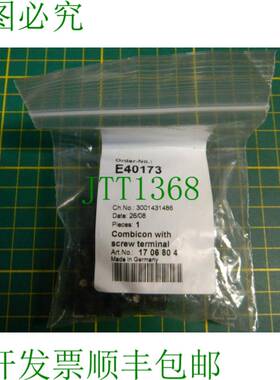 图必究
Order-No.:
E40173
JTT1368
Ch.No.: 3001431486
Date: 26/08
Pieces: 1
Combicon with
screw terminal
Art.No.: 17 06 80 4
Made in Germany
开发票顺丰包邮